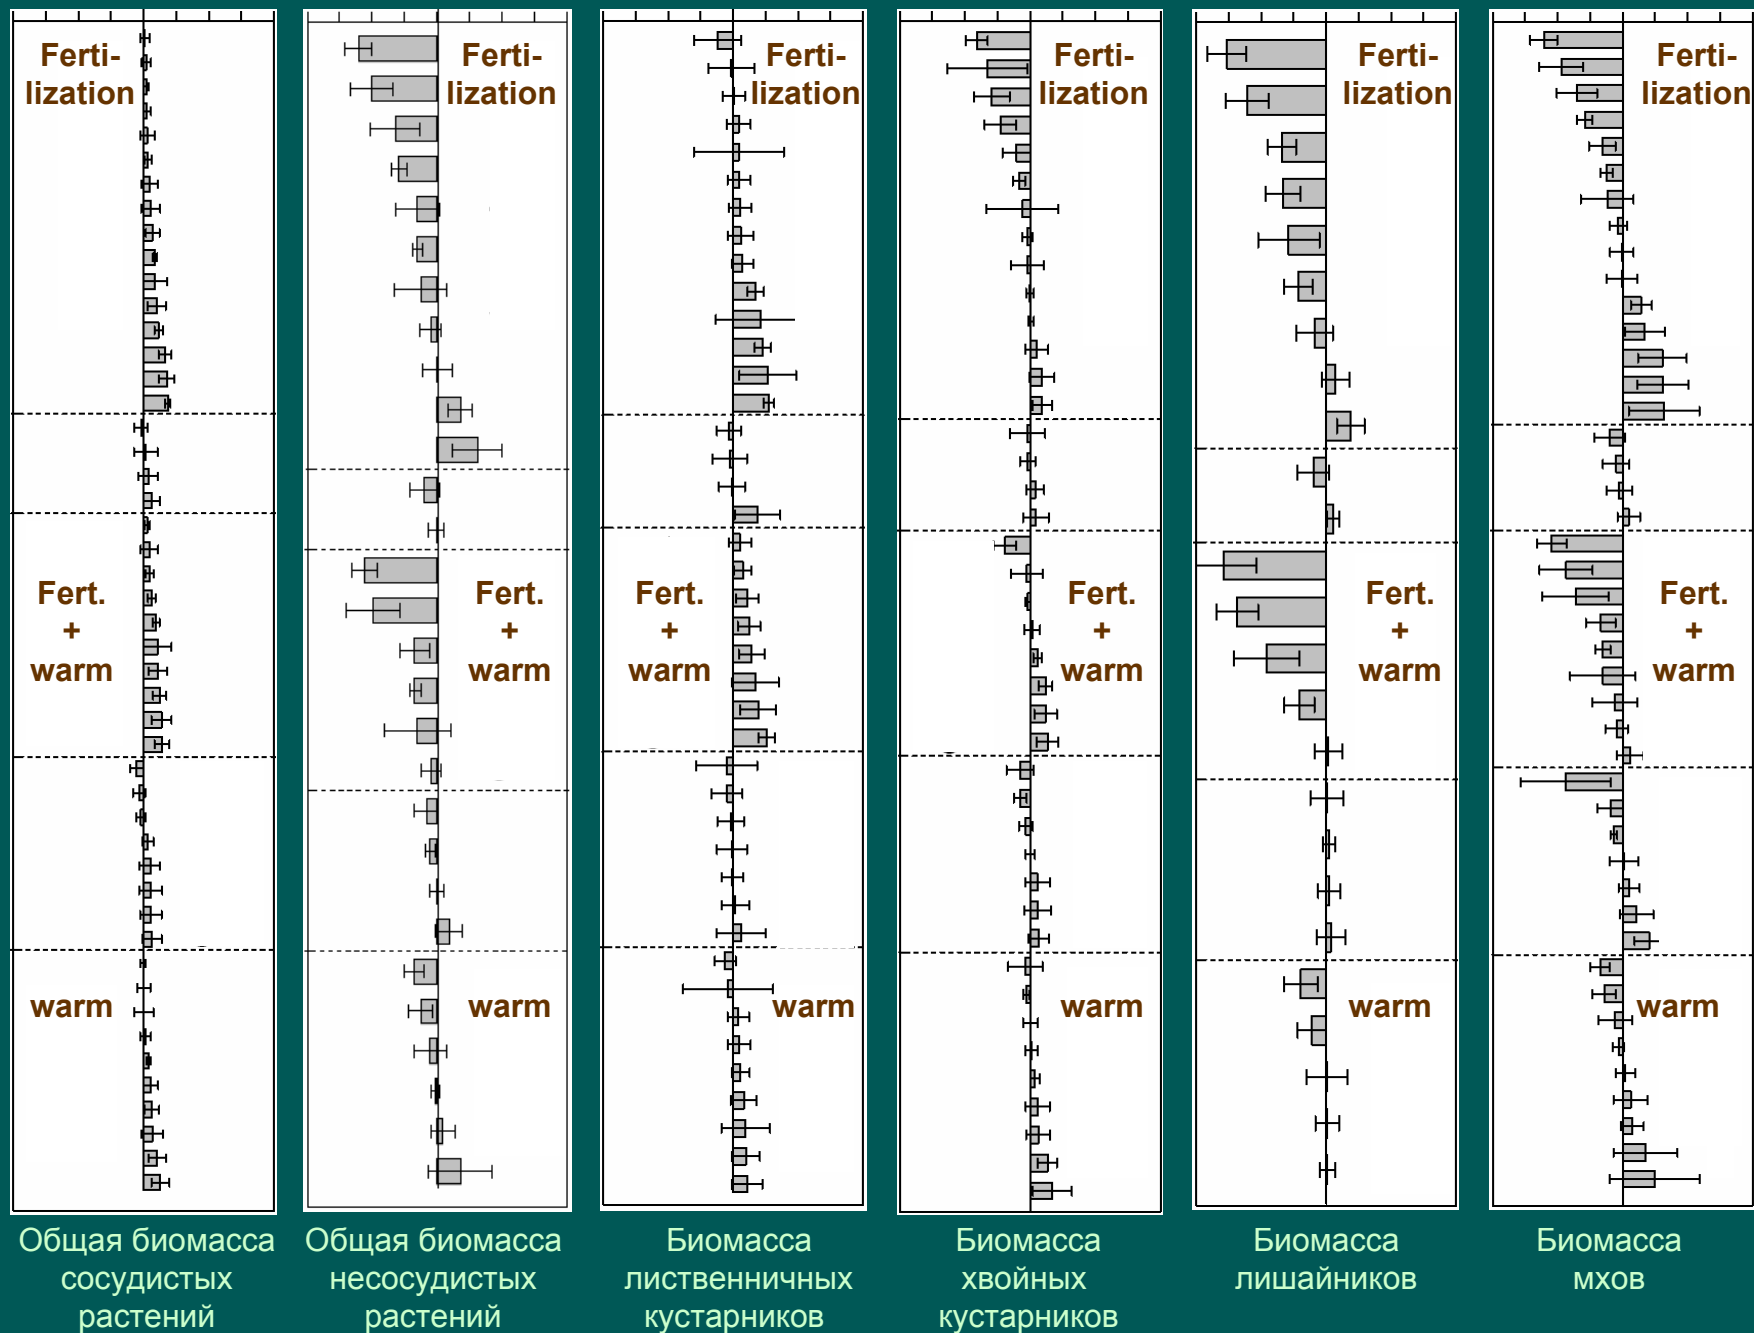 Ferti-
lization
Fert.
+
warm
warm
Общая биомасса
сосудистых
растений
Ferti-
lization
Fert.
+
warm
warm
Общая биомасса
несосудистых
растений
Ferti-
lization
Fert.
+
warm
warm
Биомасса
лиственничных
кустарников
Ferti-
lization
Fert.
+
warm
warm
Биомасса
хвойных
кустарников
Ferti-
lization
Fert.
+
warm
warm
Биомасса
лишайников
Ferti-
lization
Fert.
+
warm
warm
Биомасса
мхов